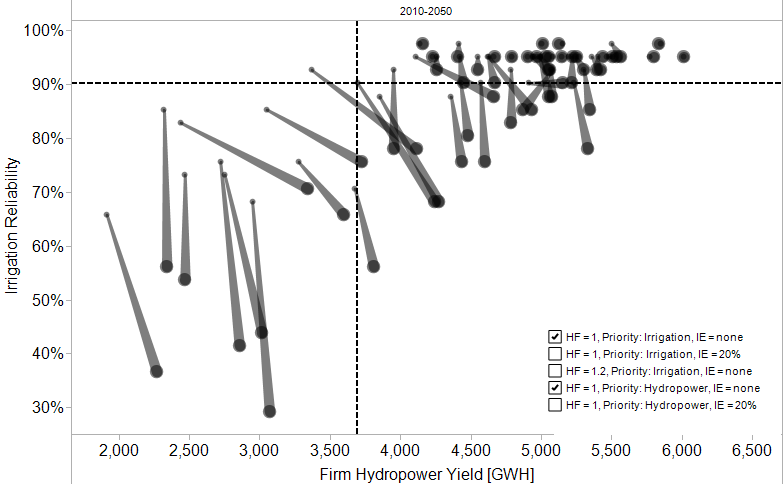 2010-2050
100%
90%
80%
70%
60%
50%
40%
30%
Irrigation Reliability
HF = 1, Priority: Irrigation, IE = none
HF = 1, Priority: Irrigation, IE = 20%
HF = 1.2, Priority: Irrigation, IE = none
HF = 1, Priority: Hydropower, IE = none
HF = 1, Priority: Hydropower, IE = 20%
2,000 2,500 3,000 3,500 4,000 4,500 5,000 5,500 6,000 6,500
Firm Hydropower Yield [GWH]